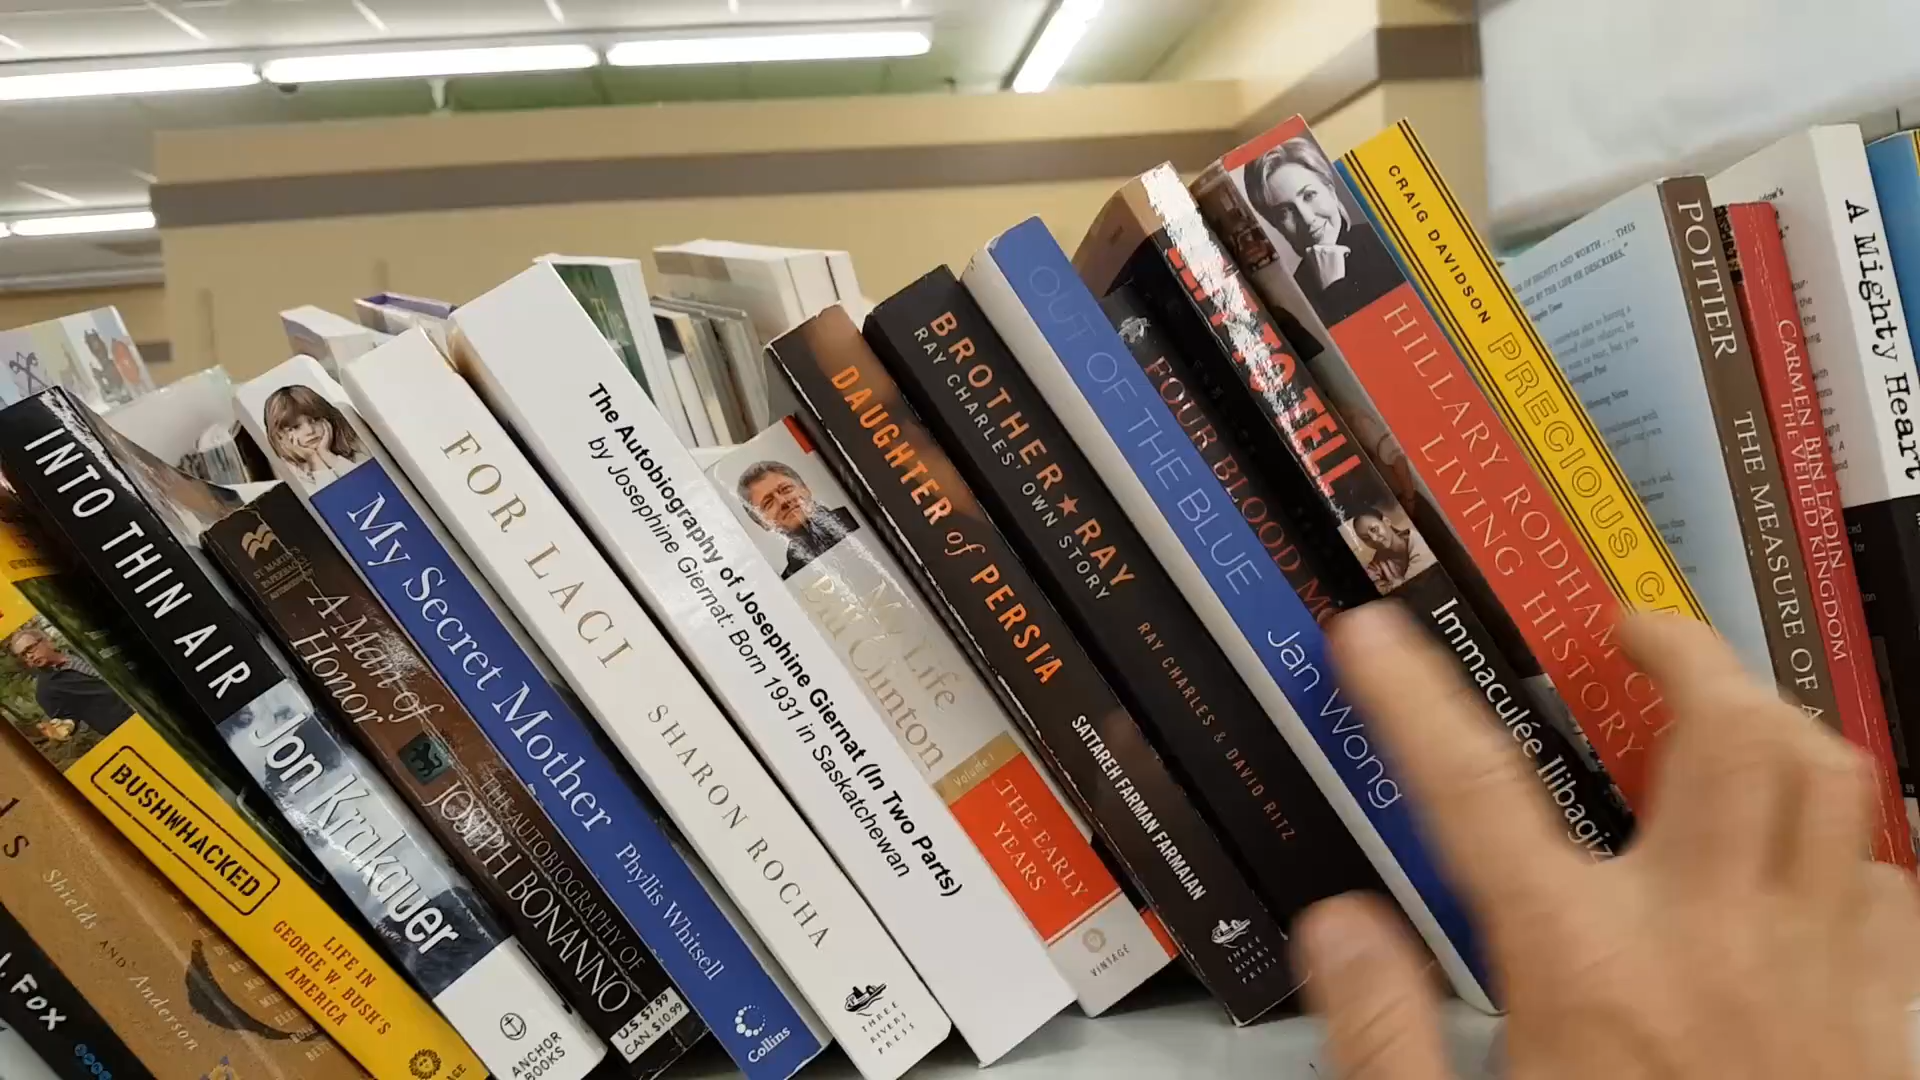 J. FOX
Shields AND Anderson
BUSHWHACKED
LIFE IN
GEORGE W. BUSH'S
AMERICA
INTO THIN AIR
Jon Krakauer
ANCHOR
BOOKS
A Man of
Honor
THE AUTOBIOGRAPHY OF
JOSEPH BONANNO
U.S. $7.99
CAN. $10.99
My Secret Mother
Phyllis Whitsell
Collins
FOR LACI
SHARON ROCHA
THREE
RIVERS
PRESS
The Autobiography of Josephine Giernat (In Two Parts)
by Josephine Giernat: Born 1931 in Saskatchewan
My Life
Bill Clinton
Volume I
THE EARLY
YEARS
VINTAGE
DAUGHTER of PERSIA
SATTAREH FARMAN FARMAIAN
THREE
RIVERS
PRESS
BROTHER★RAY
RAY CHARLES' OWN STORY
RAY CHARLES & DAVID RITZ
OUT OF THE BLUE
Jan Wong
FOUR BLOOD MO
TO TELL
Immaculée Ilibagiz
HILLARY RODHAM CLI
LIVING HISTORY
CRAIG DAVIDSON
PRECIOUS CA
POITIER
THE MEASURE OF A
CARMEN BIN LADIN
THE VEILED KINGDOM
A Mighty Heart